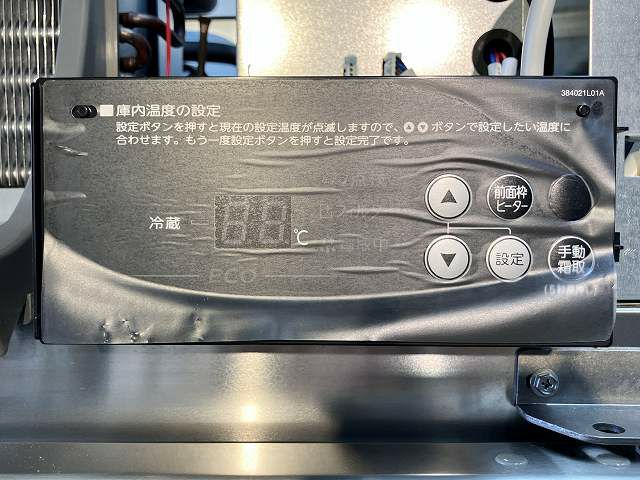 384021L01A
■庫内温度の設定
設定ボタンを押すと現在の設定温度が点滅しますので、▲▼ボタンで設定したい温度に
合わせます。もう一度設定ボタンを押すと設定完了です。
冷蔵
℃
▲
前面枠
ヒーター
▼
設定
手動
霜取